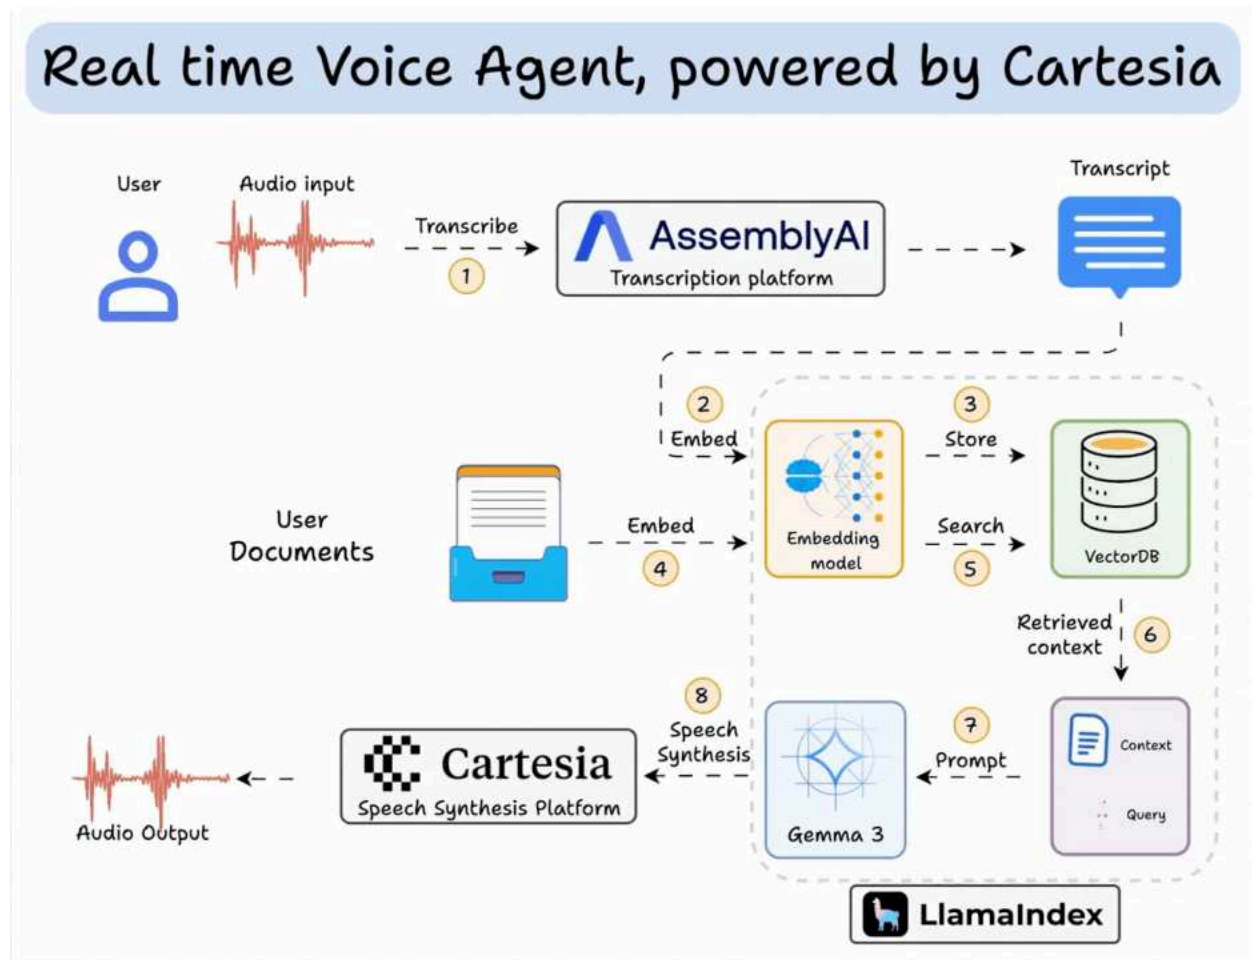 Real time Voice Agent, powered by Cartesia
User
Audio input
Transcribe
1
AssemblyAI
Transcription platform
Transcript
2
Embed
3
Store
User
Documents
Embed
4
Embedding
model
Search
5
VectorDB
Retrieved
context
6
8
Speech
Synthesis
7
Prompt
Context
Query
Gemma 3
Cartesia
Speech Synthesis Platform
Audio Output
LlamaIndex